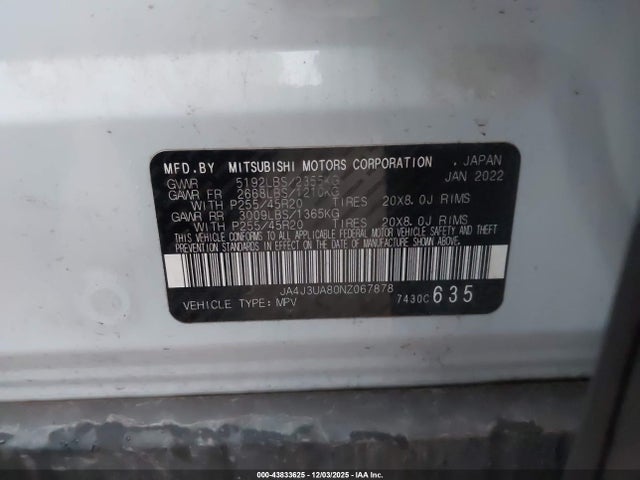 MFD.BY MITSUBISHI MOTORS CORPORATION . JAPAN
GVWR 5192LBS/2355KG JAN 2022
GAWR FR 2668LBS/1210KG
WITH P255/45R20 TIRES 20X8.0J RIMS
GAWR RR 3009LBS/1365KG
WITH P255/45R20 TIRES 20X8.0J RIMS
THIS VEHICLE CONFORMS TO ALL APPLICABLE FEDERAL MOTOR VEHICLE SAFETY AND THEFT
PREVENTION STANDARDS IN EFFECT ON THE DATE OF MANUFACTURE SHOWN ABOVE.
JA4J3UA80NZ067878
VEHICLE TYPE:MPV 7430C 635
000-43833625 - 12/03/2025 - IAA Inc.